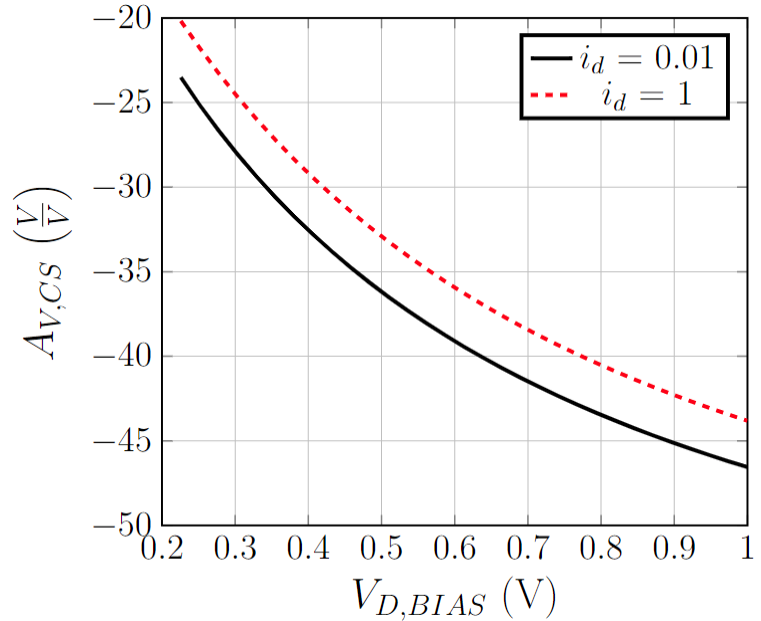 −20
−25
−30
−35
−40
−45
−50
0.2 0.3 0.4 0.5 0.6 0.7 0.8 0.9 1
V_{D,BIAS} (V)
A_{V,CS} (V/V)
i_d = 0.01
i_d = 1